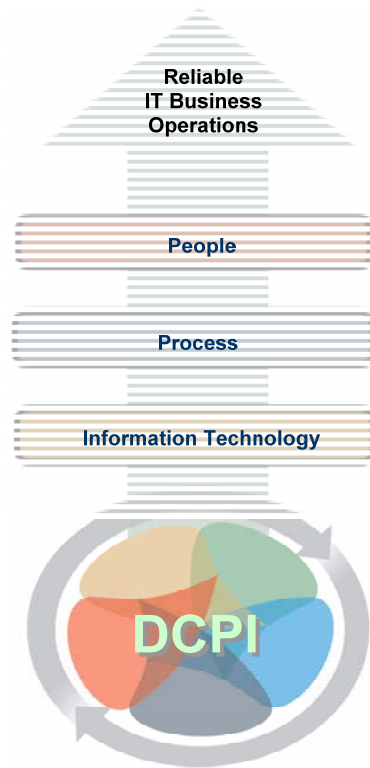 Reliable
IT Business
Operations
People
Process
Information Technology
DCPI